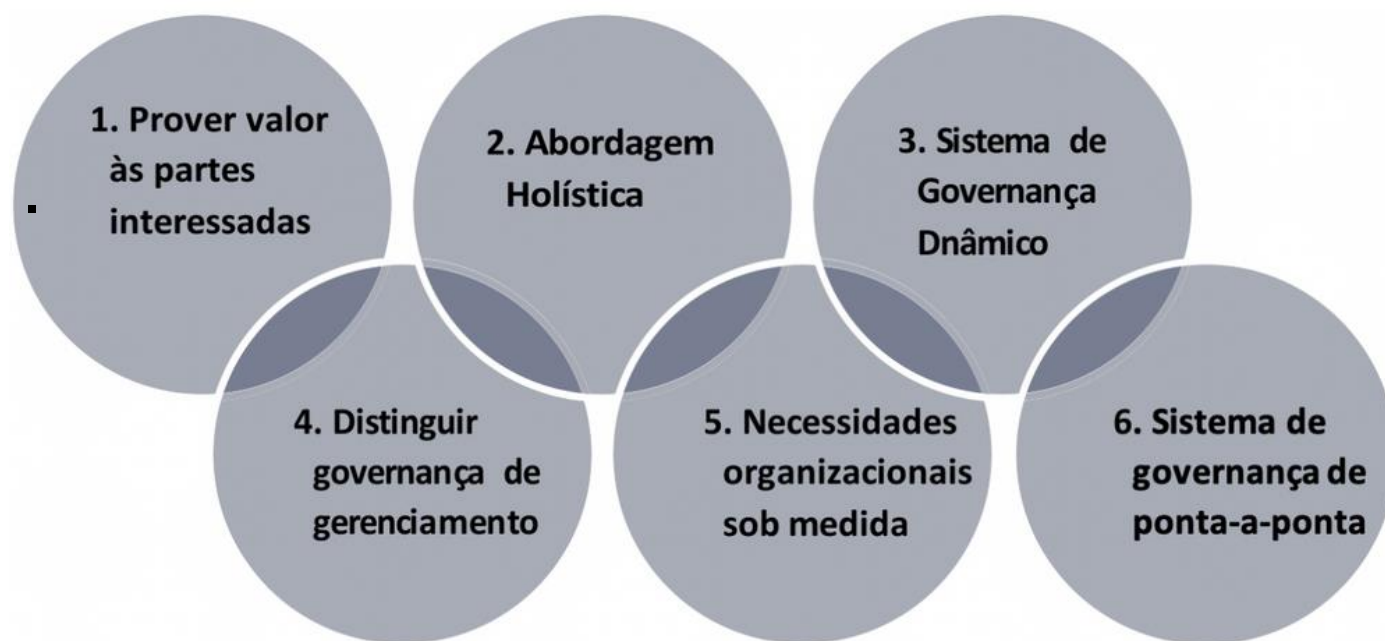 1. Prover valor
às partes
interessadas
2. Abordagem
Holística
3. Sistema de
Governança
Dnâmico
4. Distinguir
governança de
gerenciamento
5. Necessidades
organizacionais
sob medida
6. Sistema de
governança de
ponta-a-ponta